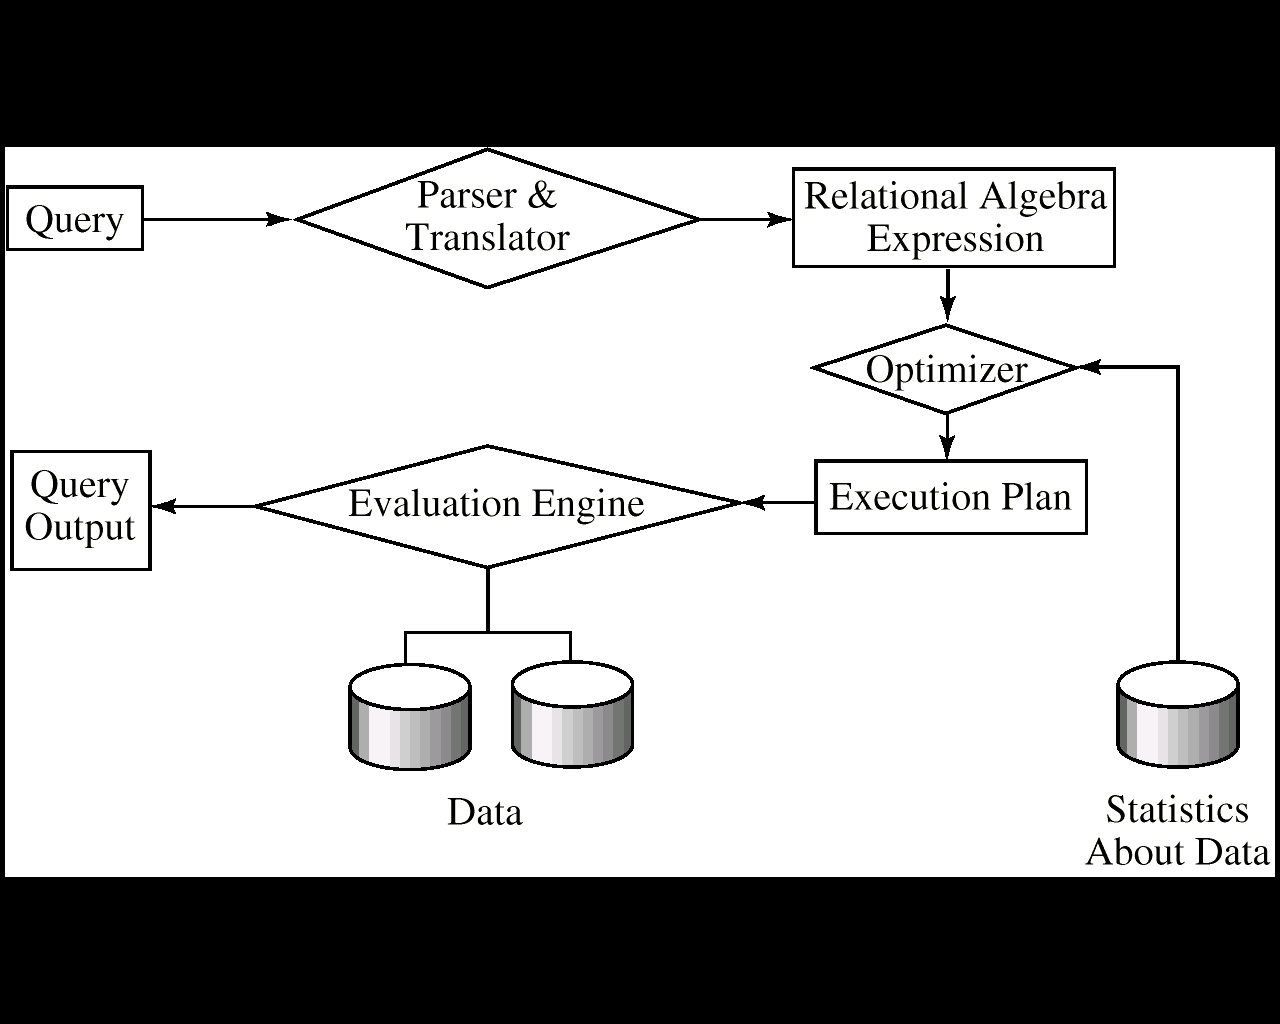 Query
Parser &
Translator
Relational Algebra
Expression
Optimizer
Query
Output
Evaluation Engine
Execution Plan
Data
Statistics
About Data